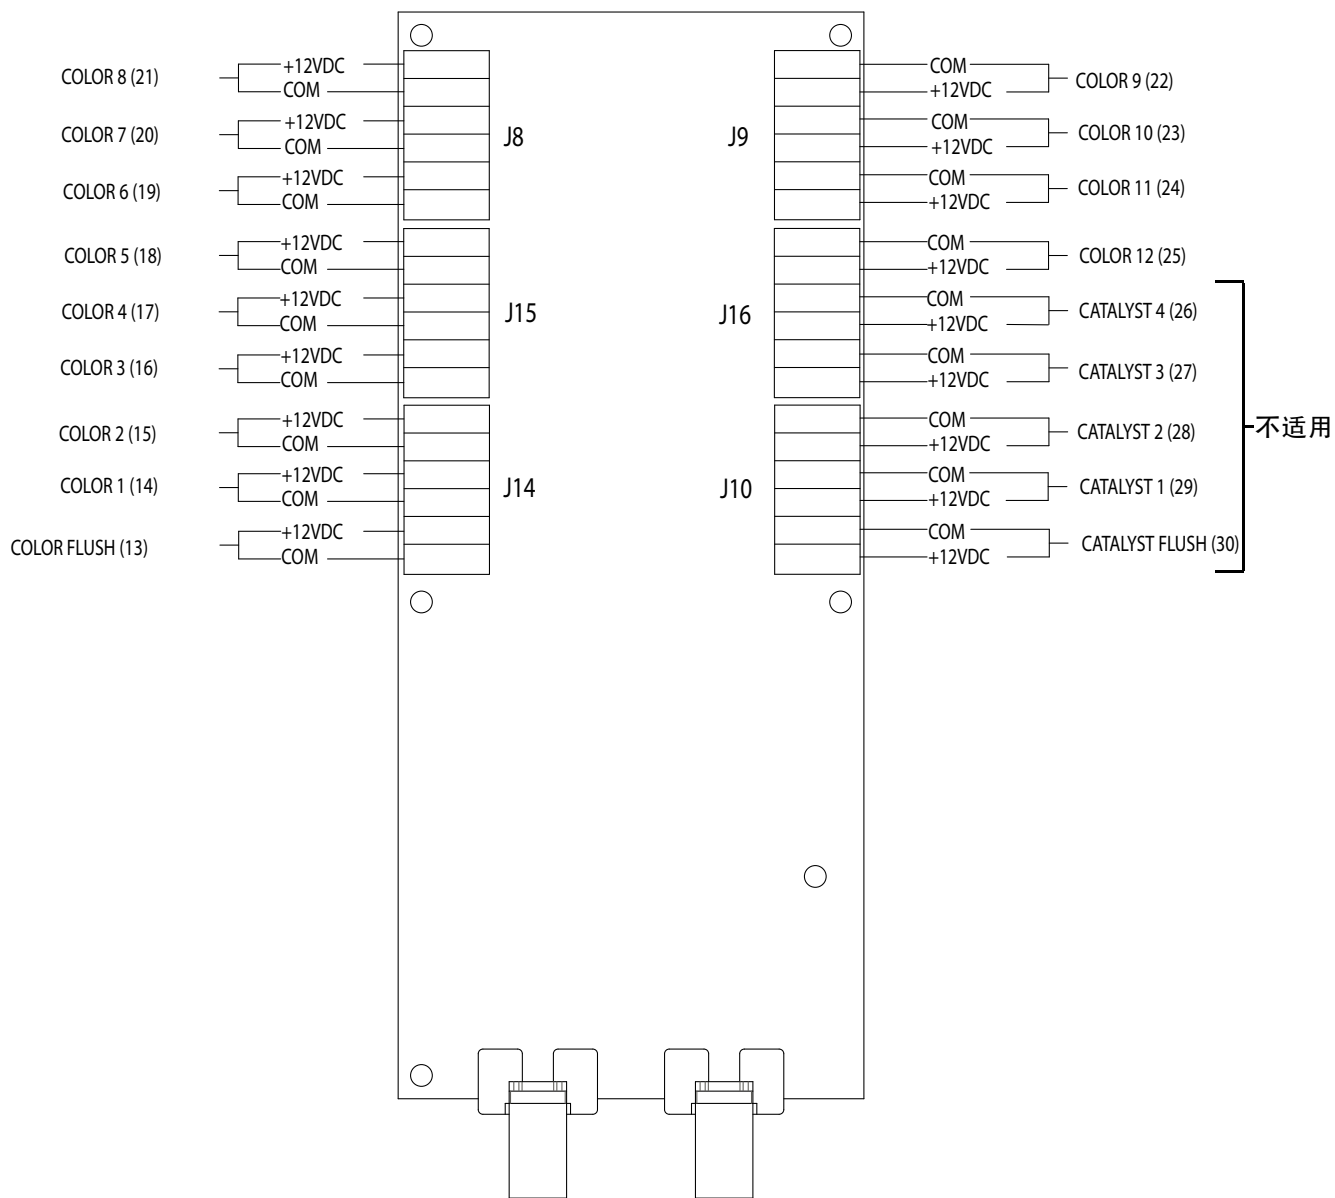 COLOR 8 (21)
+12VDC
COM
COLOR 7 (20)
+12VDC
COM
COLOR 6 (19)
+12VDC
COM
J8
COLOR 5 (18)
+12VDC
COM
COLOR 4 (17)
+12VDC
COM
COLOR 3 (16)
+12VDC
COM
J15
COLOR 2 (15)
+12VDC
COM
COLOR 1 (14)
+12VDC
COM
COLOR FLUSH (13)
+12VDC
COM
J14
J9
COM
+12VDC
COLOR 9 (22)
COM
+12VDC
COLOR 10 (23)
COM
+12VDC
COLOR 11 (24)
J16
COM
+12VDC
COLOR 12 (25)
COM
+12VDC
CATALYST 4 (26)
COM
+12VDC
CATALYST 3 (27)
J10
COM
+12VDC
CATALYST 2 (28)
COM
+12VDC
CATALYST 1 (29)
COM
+12VDC
CATALYST FLUSH (30)
不适用